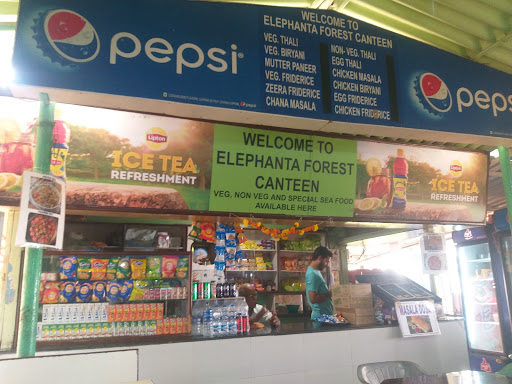 pepsi
WELCOME TO
ELEPHANTA FOREST CANTEEN
VEG. THALI
VEG. BIRYANI
MUTTER PANEER
VEG. FRIDERICE
ZEERA FRIDERICE
CHANA MASALA
NON-VEG. THALI
EGG THALI
CHICKEN MASALA
CHICKEN BIRYANI
EGG FRIDERICE
CHICKEN FRIDRICE
peps
Lipton
ICE TEA
REFRESHMENT
WELCOME TO
ELEPHANTA FOREST
CANTEEN
VEG, NON VEG AND SPECIAL SEA FOOD
AVAILABLE HERE
Lipton
ICE TEA
REFRESHMENT
MASALA DOSA